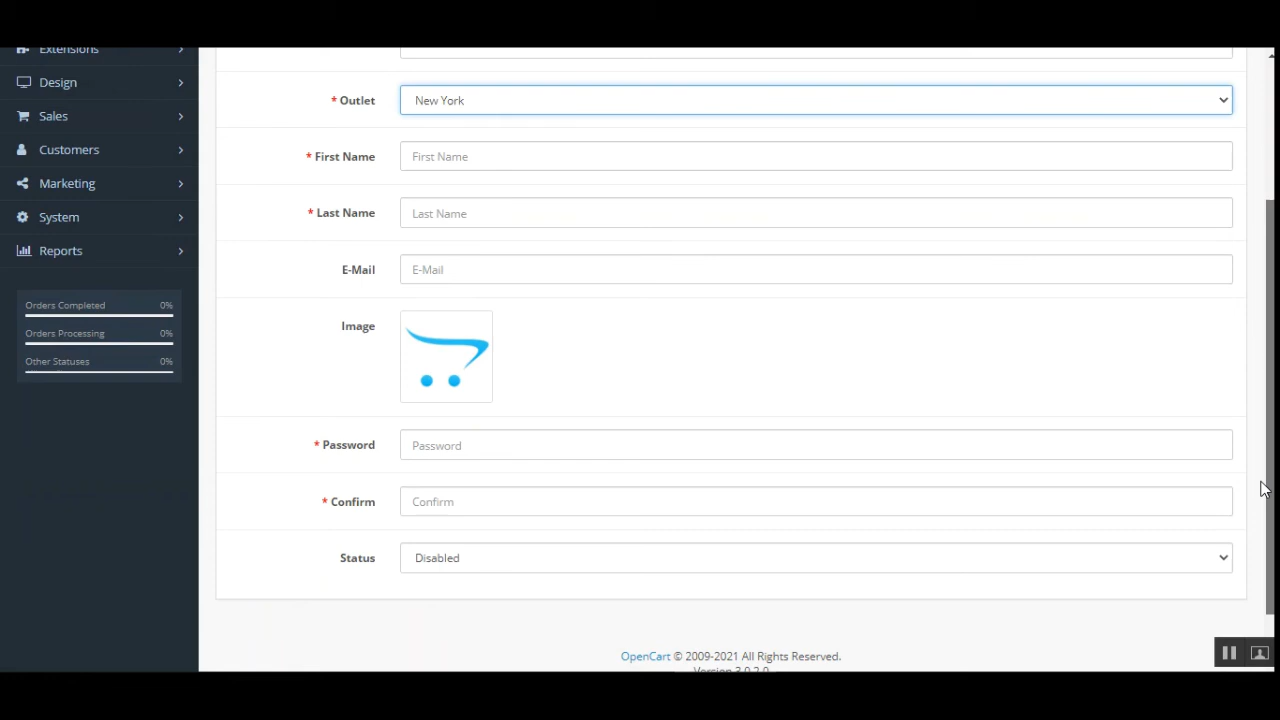 Extensions
Design
Sales
Customers
Marketing
System
Reports
Orders Completed 0%
Orders Processing 0%
Other Statuses 0%
* Outlet New York
* First Name First Name
* Last Name Last Name
E-Mail E-Mail
Image
* Password Password
* Confirm Confirm
Status Disabled
OpenCart © 2009-2021 All Rights Reserved.
Version 3.0.2.0